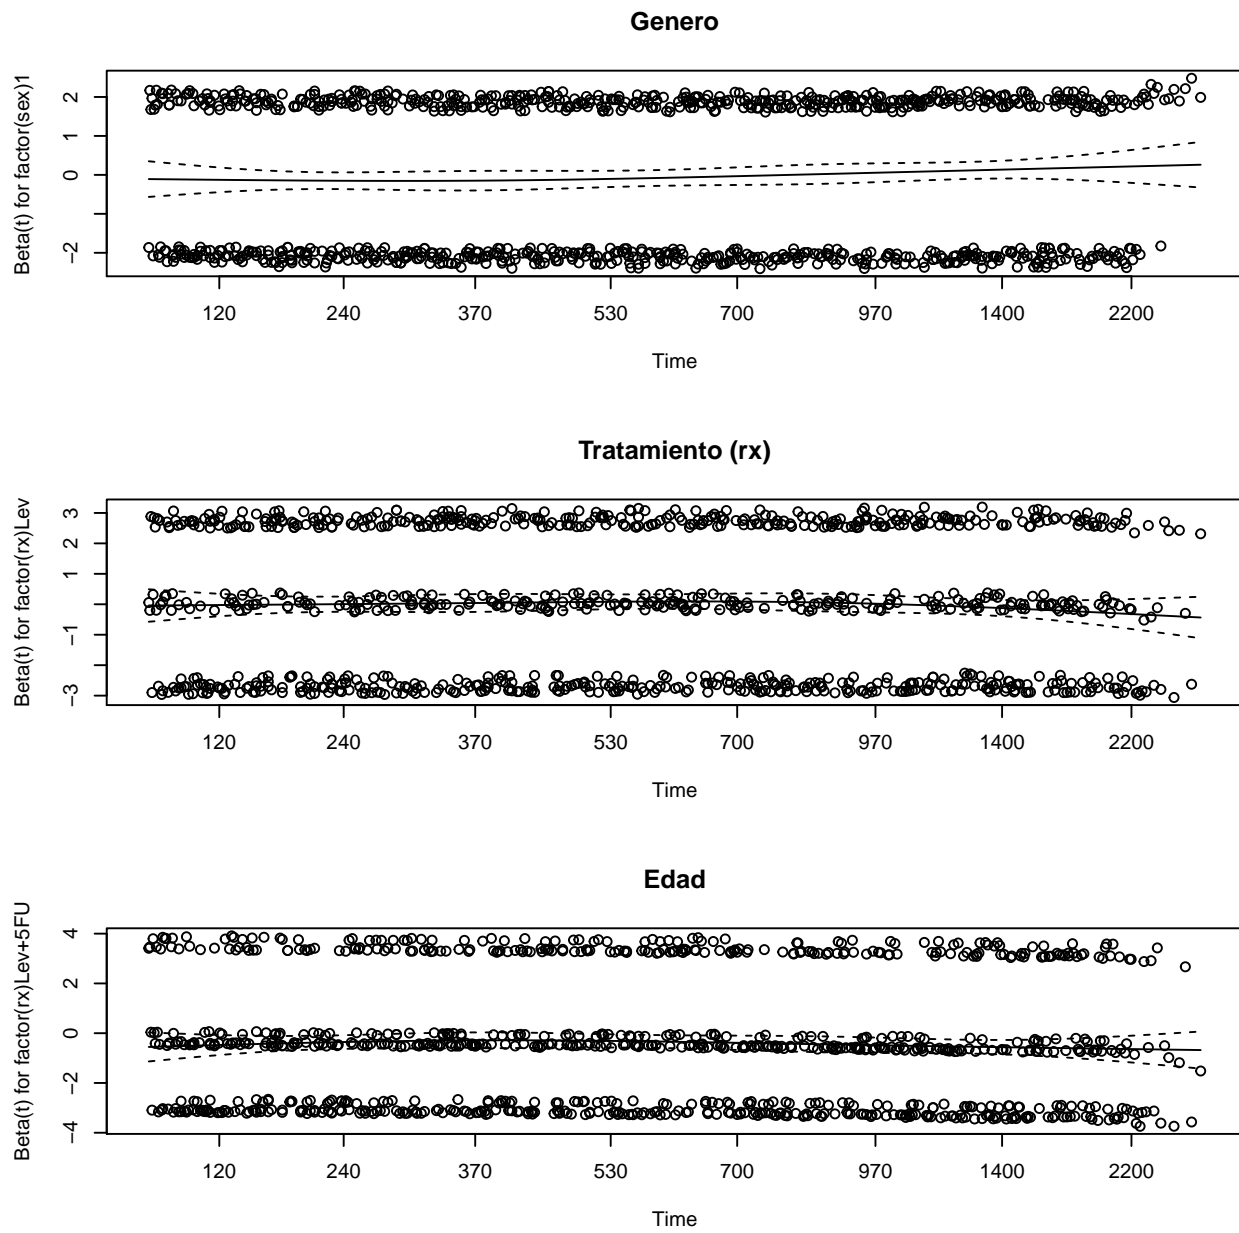 Genero
Beta(t) for factor(sex)1
2
1
0
−2
120 240 370 530 700 970 1400 2200
Time
Tratamiento (rx)
Beta(t) for factor(rx)Lev
3
2
1
−1
−3
120 240 370 530 700 970 1400 2200
Time
Edad
Beta(t) for factor(rx)Lev+5FU
4
2
0
−2
−4
120 240 370 530 700 970 1400 2200
Time